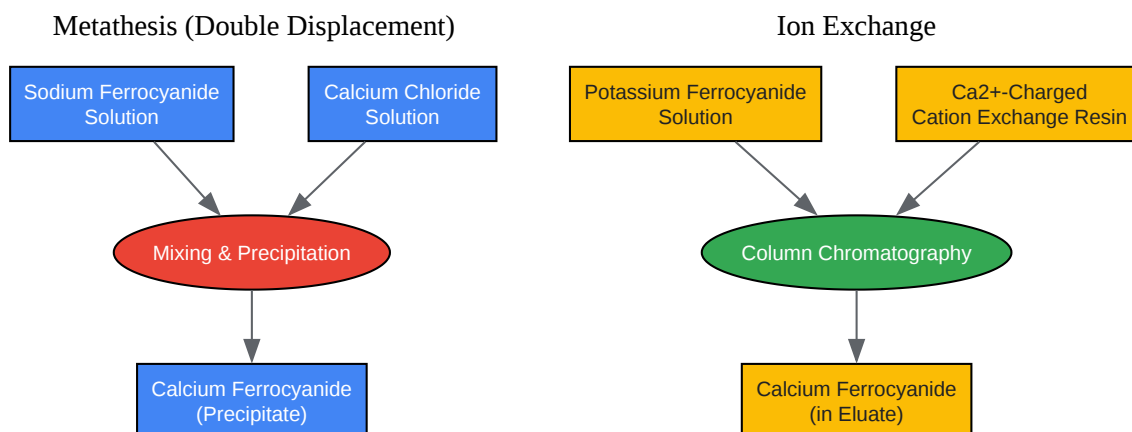 Metathesis (Double Displacement)
Sodium Ferrocyanide
Solution
Calcium Chloride
Solution
Mixing & Precipitation
Calcium Ferrocyanide
(Precipitate)
Ion Exchange
Potassium Ferrocyanide
Solution
Ca2+-Charged
Cation Exchange Resin
Column Chromatography
Calcium Ferrocyanide
(in Eluate)